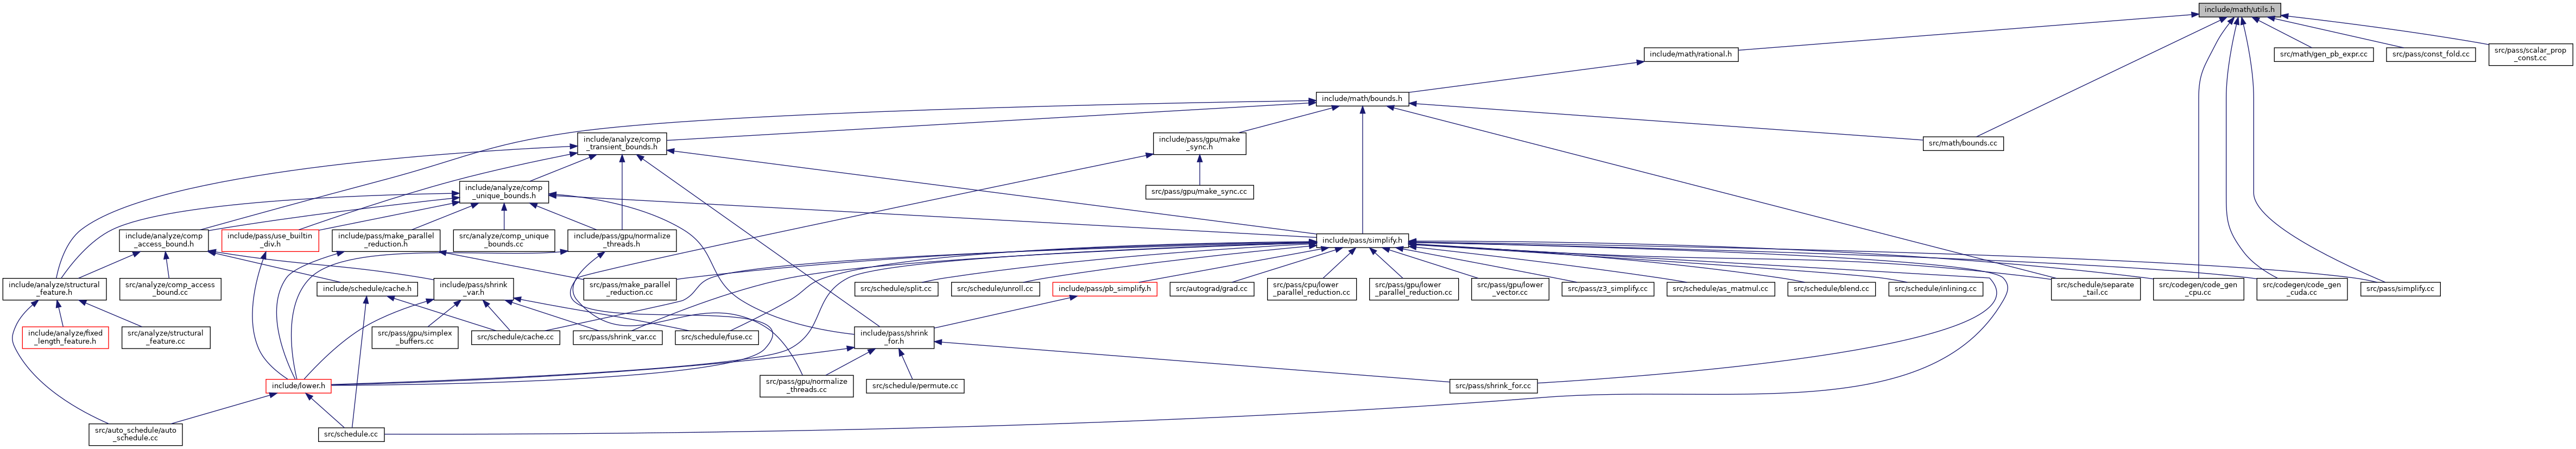 include/math/utils.h
include/math/rational.h
src/math/gen_pb_expr.cc
src/pass/const_fold.cc
src/pass/scalar_prop
_const.cc
include/math/bounds.h
include/analyze/comp
_transient_bounds.h
include/pass/gpu/make
_sync.h
src/math/bounds.cc
include/analyze/comp
_unique_bounds.h
src/pass/gpu/make_sync.cc
include/analyze/comp
_access_bound.h
include/pass/use_builtin
_div.h
include/pass/make_parallel
_reduction.h
src/analyze/comp_unique
_bounds.cc
include/pass/gpu/normalize
_threads.h
include/pass/simplify.h
include/analyze/structural
_feature.h
src/analyze/comp_access
_bound.cc
include/schedule/cache.h
include/pass/shrink
_var.h
src/pass/make_parallel
_reduction.cc
src/schedule/split.cc
src/schedule/unroll.cc
include/pass/pb_simplify.h
src/autograd/grad.cc
src/pass/cpu/lower
_parallel_reduction.cc
src/pass/gpu/lower
_parallel_reduction.cc
src/pass/gpu/lower
_vector.cc
src/pass/z3_simplify.cc
src/schedule/as_matmul.cc
src/schedule/blend.cc
src/schedule/inlining.cc
src/schedule/separate
_tail.cc
src/codegen/code_gen
_cpu.cc
src/codegen/code_gen
_cuda.cc
src/pass/simplify.cc
include/analyze/fixed
_length_feature.h
src/analyze/structural
_feature.cc
src/pass/gpu/simplex
_buffers.cc
src/schedule/cache.cc
src/pass/shrink_var.cc
src/schedule/fuse.cc
include/pass/shrink
_for.h
include/lower.h
src/pass/gpu/normalize
_threads.cc
src/schedule/permute.cc
src/pass/shrink_for.cc
src/auto_schedule/auto
_schedule.cc
src/schedule.cc